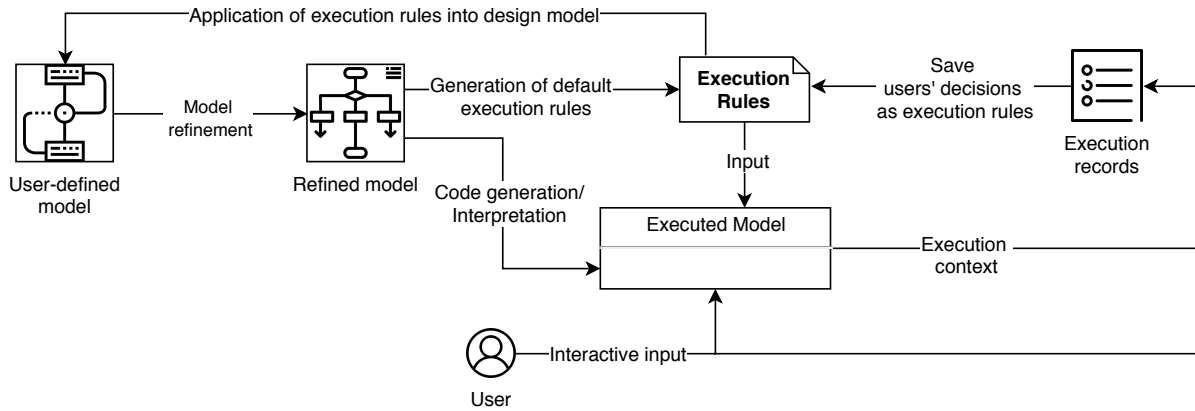 Application of execution rules into design model
Model
refinement
Generation of default
execution rules
Execution
Rules
Save
users' decisions
as execution rules
User-defined
model
Refined model
Input
Execution
records
Code generation/
Interpretation
Executed Model
Execution
context
Interactive input
User